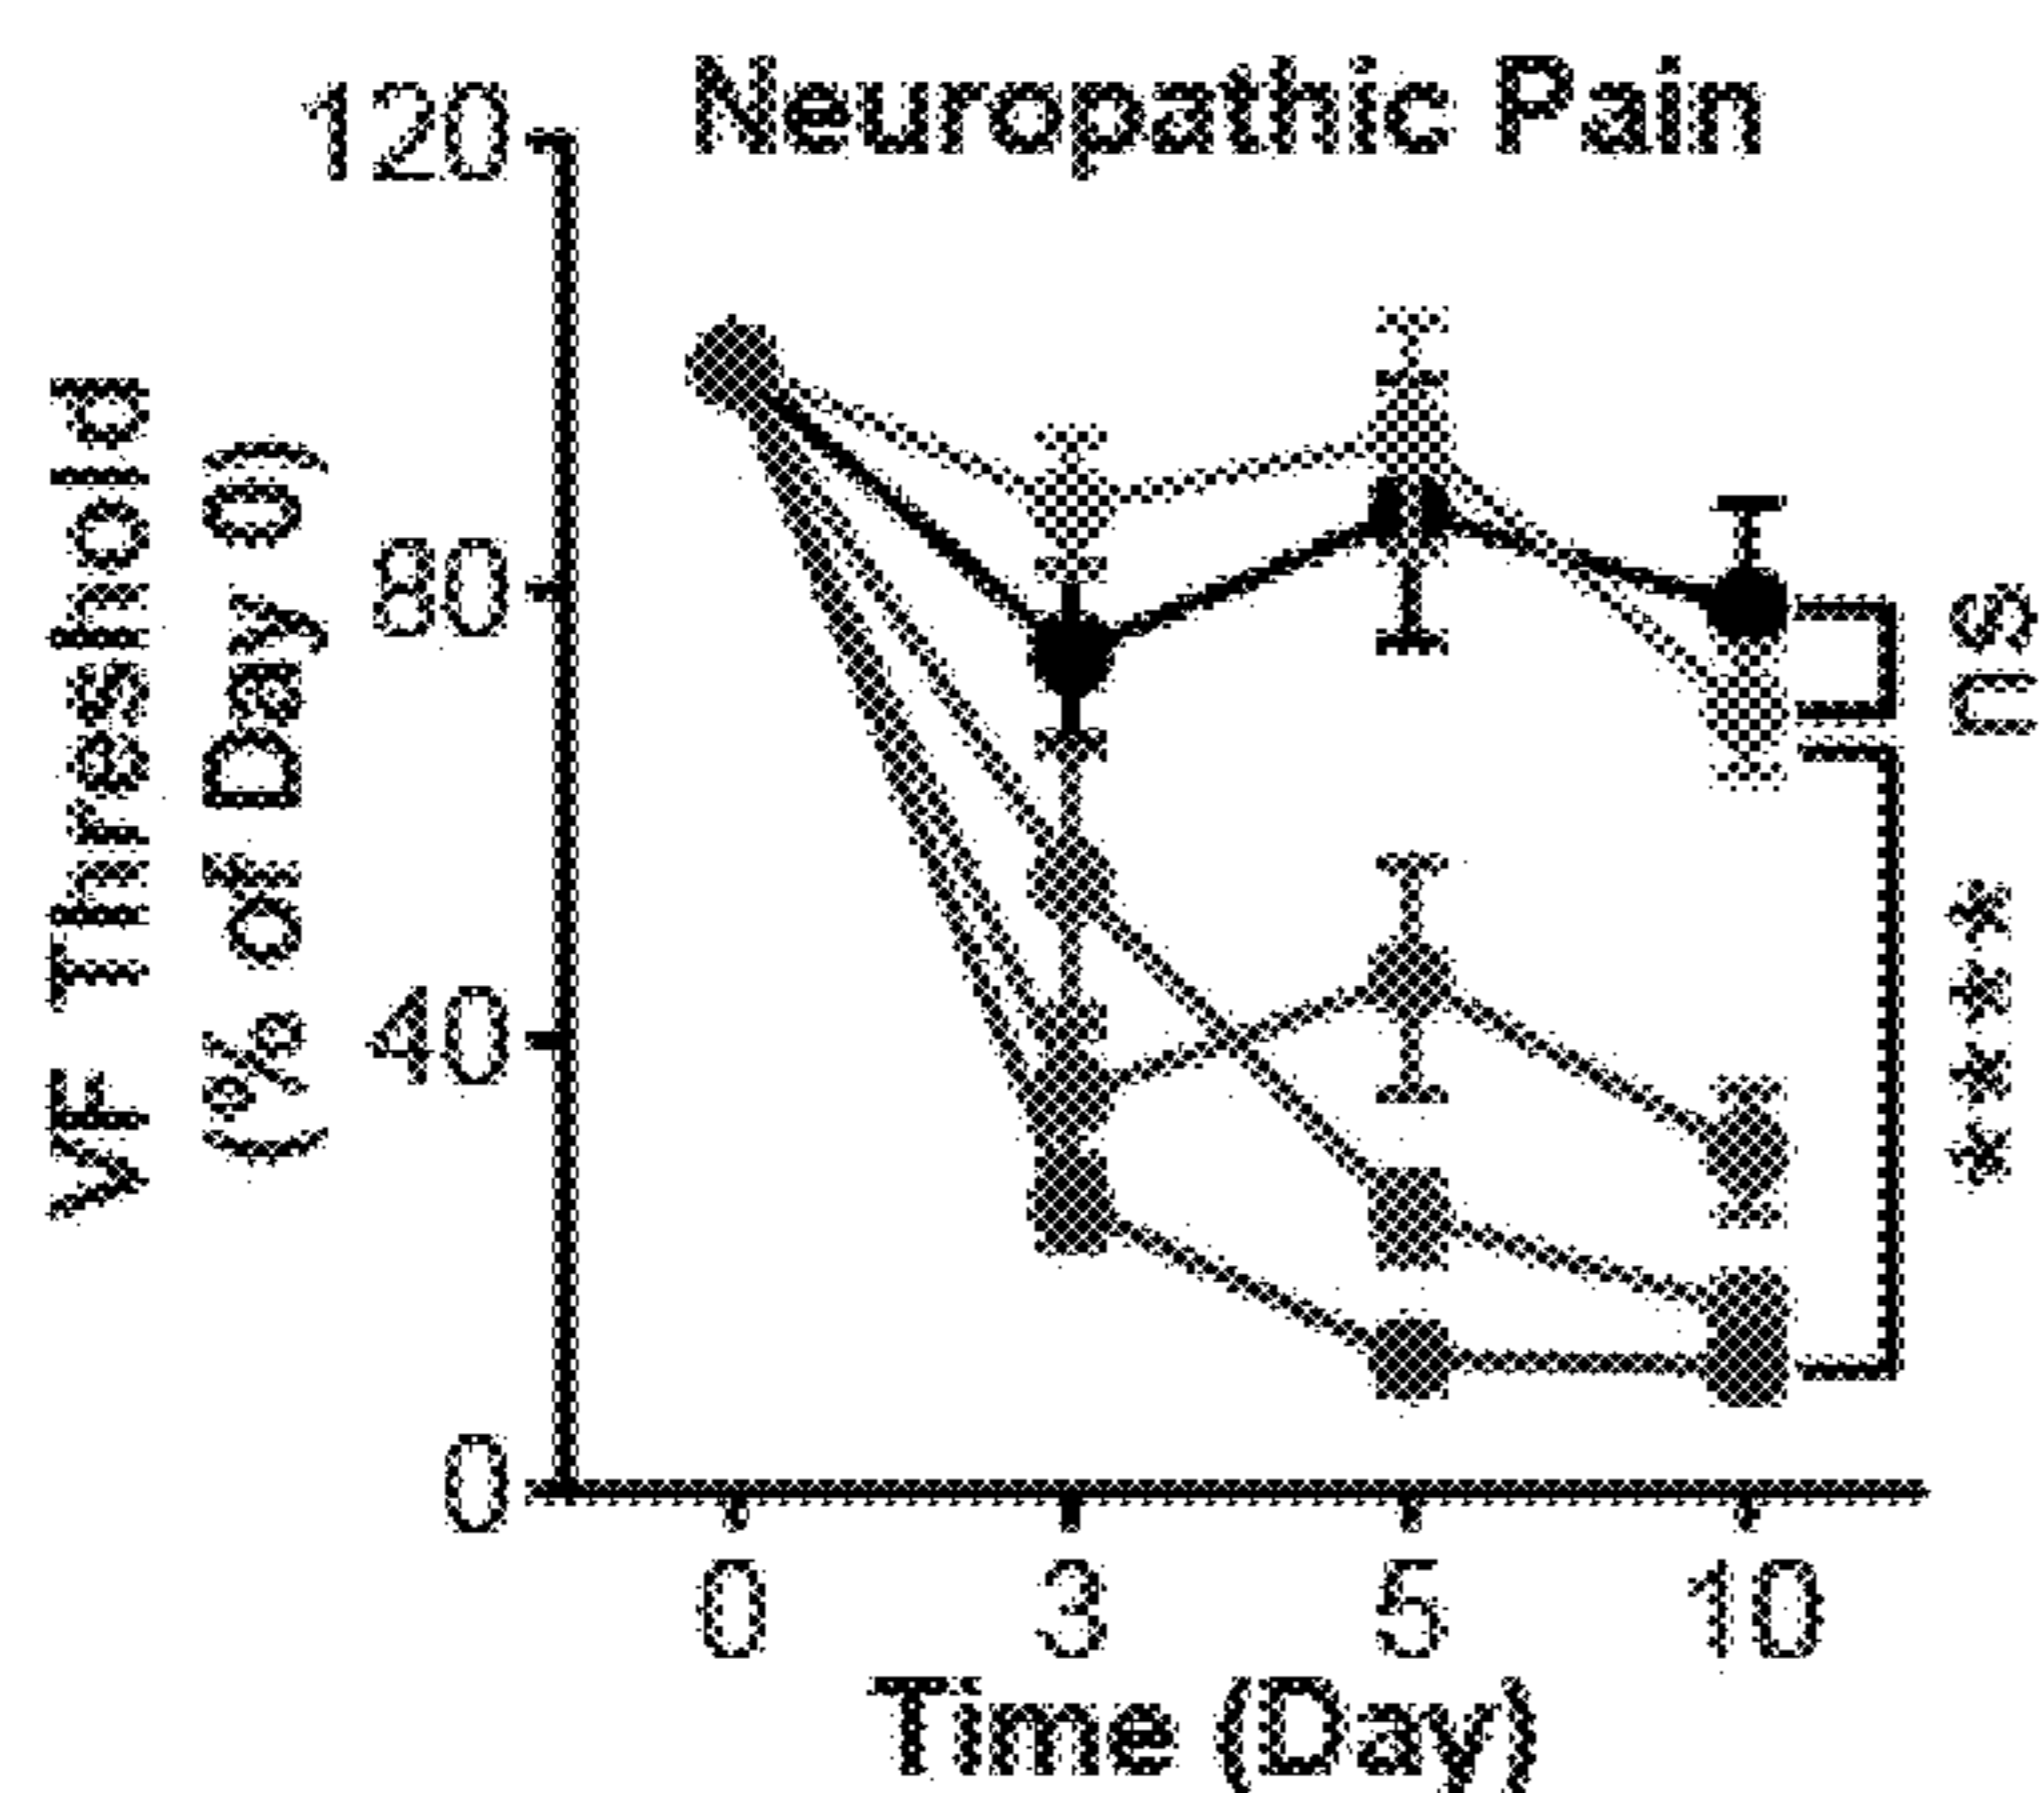 Neuropathic Pain
VF Threshold
(% of Day 0)
120
80
40
0
0 3 5 10
Time (Day)
ns
****